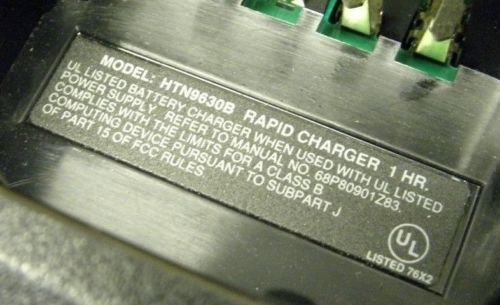 MODEL: HTN9630B RAPID CHARGER 1 HR.
UL LISTED BATTERY CHARGER WHEN USED WITH UL LISTED
POWER SUPPLY. REFER TO MANUAL NO. 68P80901Z83.
COMPLIES WITH THE LIMITS FOR A CLASS B
COMPUTING DEVICE PURSUANT TO SUBPART J
OF PART 15 OF FCC RULES
UL
LISTED 76X2